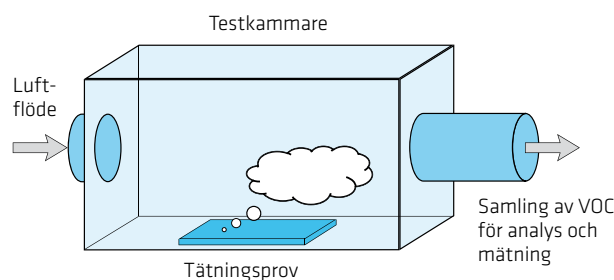 Testkammare
Luft-
flöde
Samling av VOC
för analys och
mätning
Tätningsprov